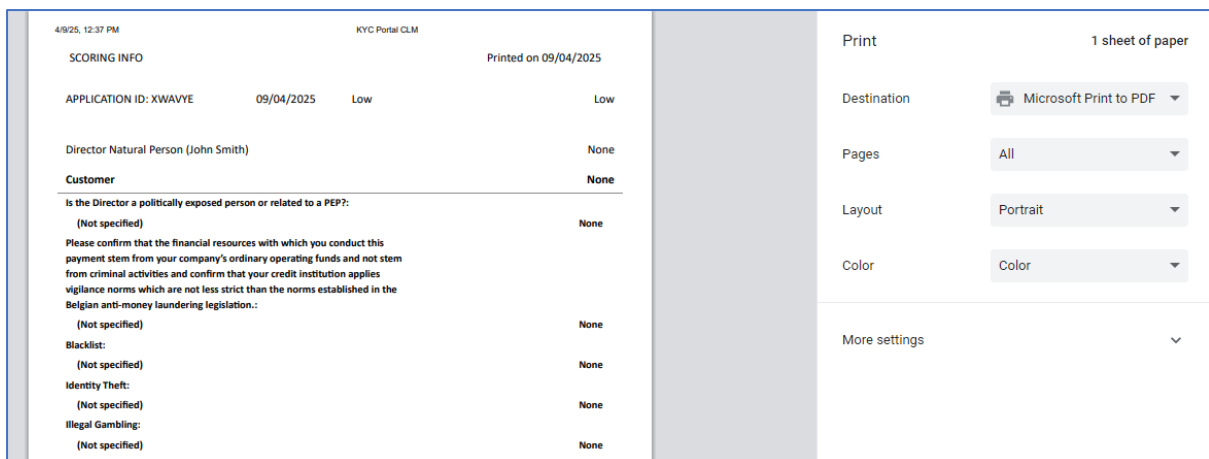 4/9/25, 12:37 PM KYC Portal CLM
SCORING INFO Printed on 09/04/2025
APPLICATION ID: XWAVYE 09/04/2025 Low Low
Director Natural Person (John Smith) None
Customer None
Is the Director a politically exposed person or related to a PEP?:
(Not specified) None
Please confirm that the financial resources with which you conduct this
payment stem from your company's ordinary operating funds and not stem
from criminal activities and confirm that your credit institution applies
vigilance norms which are not less strict than the norms established in the
Belgian anti-money laundering legislation.:
(Not specified) None
Blacklist:
(Not specified) None
Identity Theft:
(Not specified) None
Illegal Gambling:
(Not specified) None
Print 1 sheet of paper
Destination Microsoft Print to PDF
Pages All
Layout Portrait
Color Color
More settings